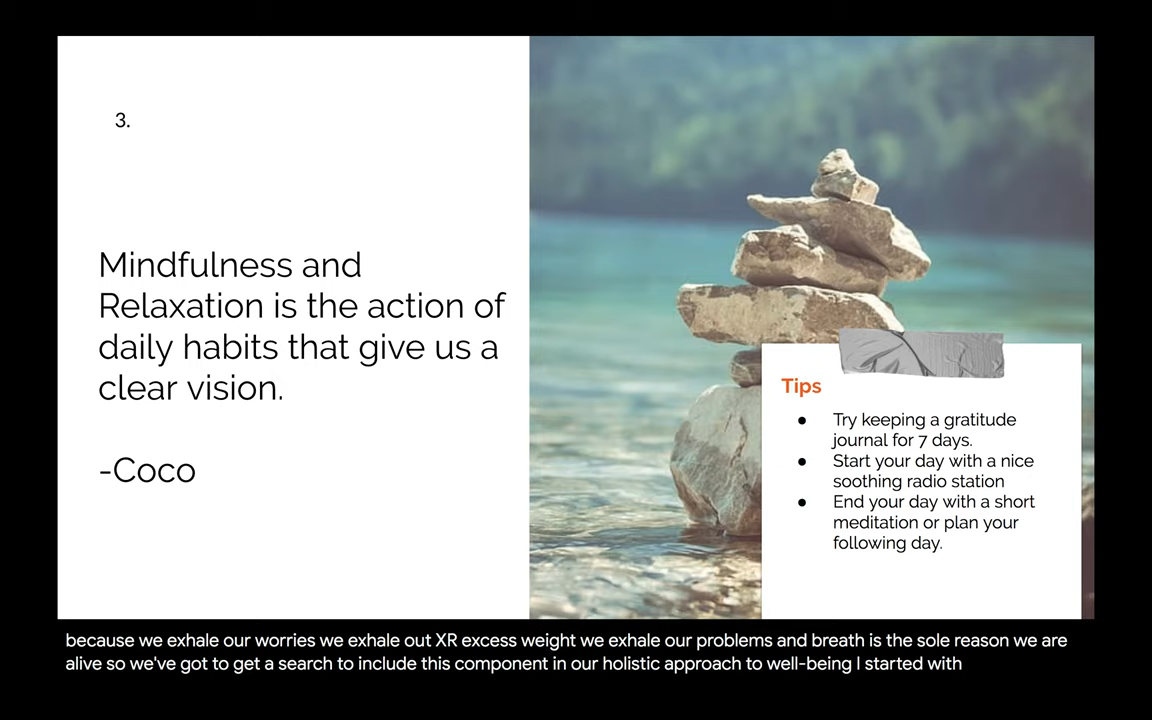 3.
Mindfulness and
Relaxation is the action of
daily habits that give us a
clear vision.
-Coco
Tips
● Try keeping a gratitude
journal for 7 days.
● Start your day with a nice
soothing radio station
● End your day with a short
meditation or plan your
following day.
because we exhale our worries we exhale out XR excess weight we exhale our problems and breath is the sole reason we are
alive so we've got to get a search to include this component in our holistic approach to well-being I started with